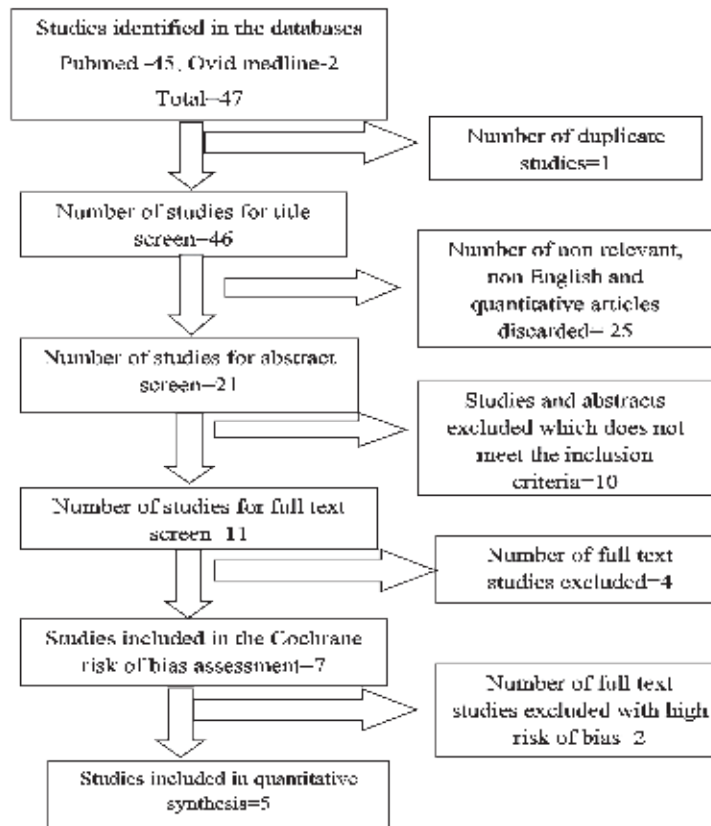 Studies identified in the databases
Pubmed -45, Ovid medline-2
Total=47
Number of duplicate
studies=1
Number of studies for title
screen=46
Number of non relevant,
non English and
quantitative articles
discarded= 25
Number of studies for abstract
screen=21
Studies and abstracts
excluded which does not
meet the inclusion
criteria=10
Number of studies for full text
screen=11
Number of full text
studies excluded=4
Studies included in the Cochrane
risk of bias assessment=7
Number of full text
studies excluded with high
risk of bias=2
Studies included in quantitative
synthesis=5